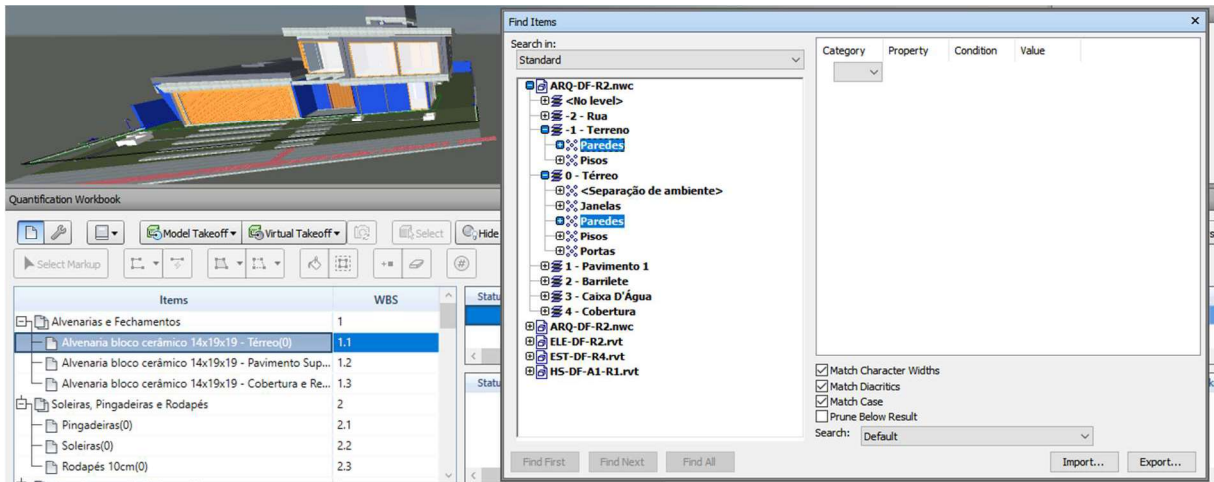 Find Items
Search in:
Standard
ARQ-DF-R2.nwc
<No level>
-2 - Rua
-1 - Terreno
Paredes
Pisos
0 - Térreo
<Separação de ambiente>
Janelas
Paredes
Pisos
Portas
1 - Pavimento 1
2 - Barrilete
3 - Caixa D'Água
4 - Cobertura
ARQ-DF-R2.nwc
ELE-DF-R2.rvt
EST-DF-R4.rvt
HS-DF-A1-R1.rvt
Category Property Condition Value
Match Character Widths
Match Diacritics
Match Case
Prune Below Result
Search: Default
Find First Find Next Find All Import... Export...
Quantification Workbook
Model Takeoff Virtual Takeoff Select Hide
Select Markup
Items WBS
Alvenarias e Fechamentos 1
Alvenaria bloco cerâmico 14x19x19 - Térreo(0) 1.1
Alvenaria bloco cerâmico 14x19x19 - Pavimento Sup... 1.2
Alvenaria bloco cerâmico 14x19x19 - Cobertura e Re... 1.3
Soleiras, Pingadeiras e Rodapés 2
Pingadeiras(0) 2.1
Soleiras(0) 2.2
Rodapés 10cm(0) 2.3